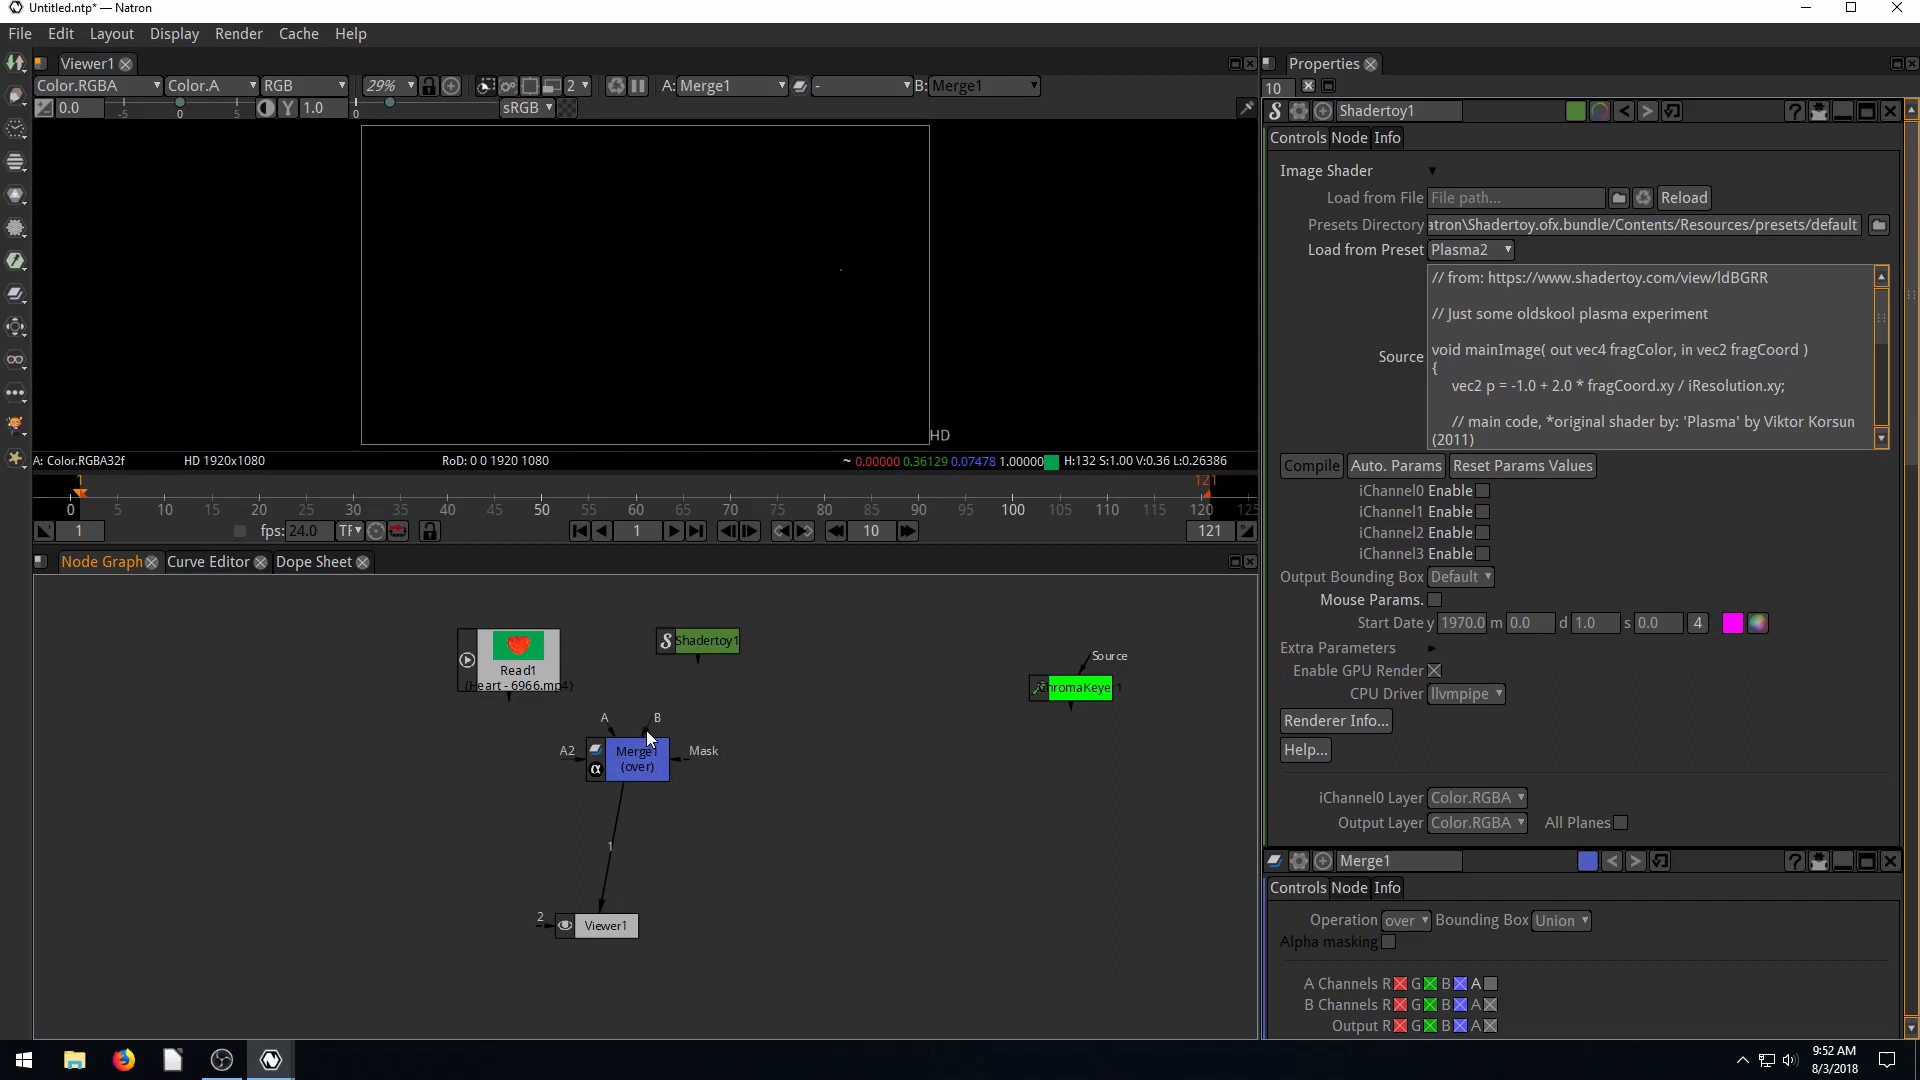 Untitled.ntp* — Natron
File Edit Layout Display Render Cache Help
Viewer1
Color.RGBA Color.A RGB 29% 2 A: Merge1 - B: Merge1
0.0 -5 0 5 Y 1.0 0 sRGB
HD
A: Color.RGBA32f HD 1920x1080 RoD: 0 0 1920 1080 ~ 0.00000 0.36129 0.07478 1.00000 H:132 S:1.00 V:0.36 L:0.26386
1 121
0 5 10 15 20 25 30 35 40 45 50 55 60 65 70 75 80 85 90 95 100 105 110 115 120 125
1 fps: 24.0 TF 1 10 121
Node Graph Curve Editor Dope Sheet
Read1
(Heart - 6966.mp4)
S Shadertoy1
Source
ChromaKeyer1
A B
A2 Merge1 Mask
(over)
α
1
2 Viewer1
Properties
10
S Shadertoy1 ?
Controls Node Info
Image Shader
Load from File File path... Reload
Presets Directory atron\Shadertoy.ofx.bundle/Contents/Resources/presets/default
Load from Preset Plasma2
Source
// from: https://www.shadertoy.com/view/ldBGRR
// Just some oldskool plasma experiment
void mainImage( out vec4 fragColor, in vec2 fragCoord )
{
vec2 p = -1.0 + 2.0 * fragCoord.xy / iResolution.xy;
// main code, *original shader by: 'Plasma' by Viktor Korsun
(2011)
Compile Auto. Params Reset Params Values
iChannel0 Enable
iChannel1 Enable
iChannel2 Enable
iChannel3 Enable
Output Bounding Box Default
Mouse Params.
Start Date y 1970.0 m 0.0 d 1.0 s 0.0 4
Extra Parameters
Enable GPU Render
CPU Driver llvmpipe
Renderer Info...
Help...
iChannel0 Layer Color.RGBA
Output Layer Color.RGBA All Planes
Merge1 ?
Controls Node Info
Operation over Bounding Box Union
Alpha masking
A Channels R G B A
B Channels R G B A
Output R G B A
9:52 AM
8/3/2018